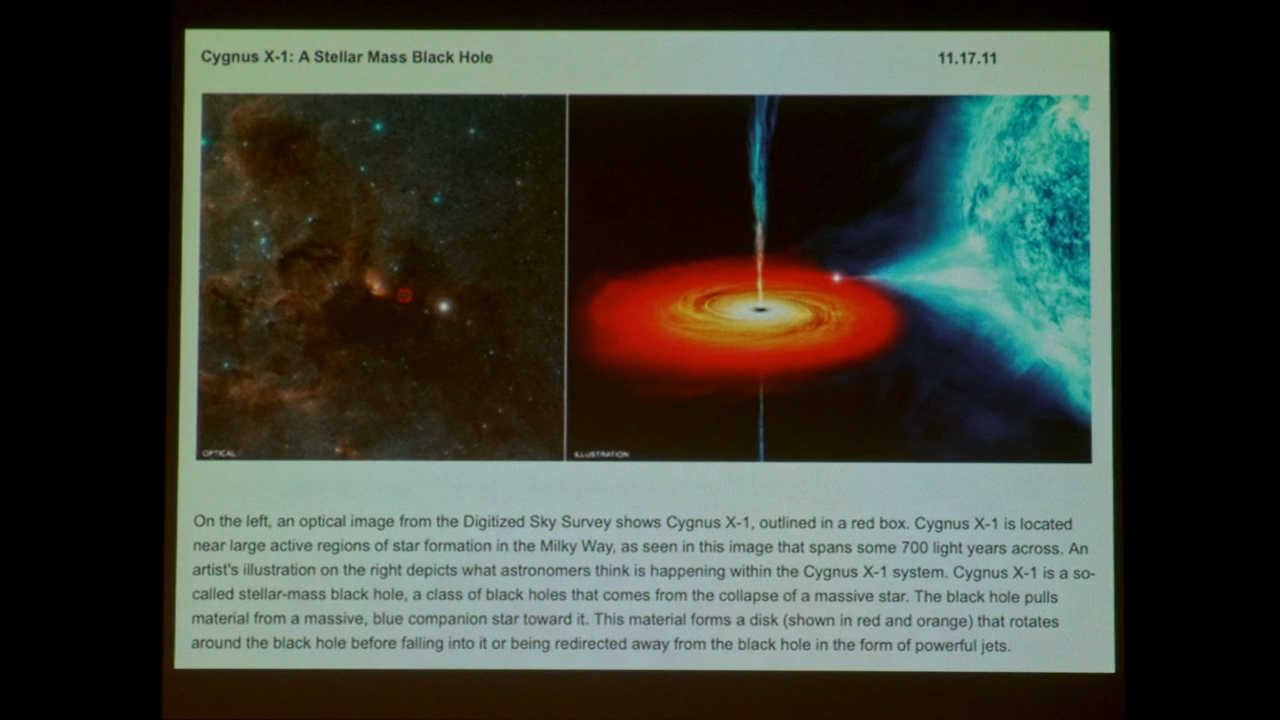 Cygnus X-1: A Stellar Mass Black Hole 11.17.11
OPTICAL
ILLUSTRATION
On the left, an optical image from the Digitized Sky Survey shows Cygnus X-1, outlined in a red box. Cygnus X-1 is located
near large active regions of star formation in the Milky Way, as seen in this image that spans some 700 light years across. An
artist's illustration on the right depicts what astronomers think is happening within the Cygnus X-1 system. Cygnus X-1 is a so-
called stellar-mass black hole, a class of black holes that comes from the collapse of a massive star. The black hole pulls
material from a massive, blue companion star toward it. This material forms a disk (shown in red and orange) that rotates
around the black hole before falling into it or being redirected away from the black hole in the form of powerful jets.